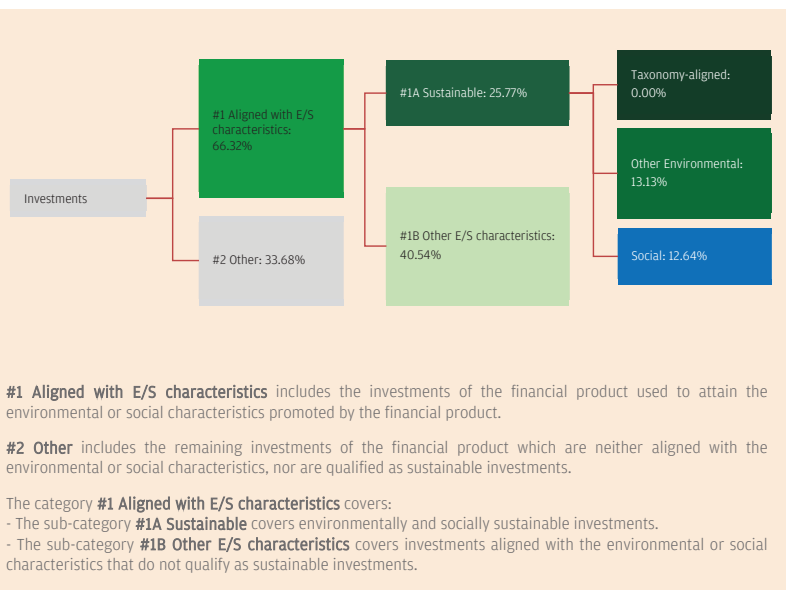 Investments
#1 Aligned with E/S
characteristics:
66.32%
#2 Other: 33.68%
#1A Sustainable: 25.77%
#1B Other E/S characteristics:
40.54%
Taxonomy-aligned:
0.00%
Other Environmental:
13.13%
Social: 12.64%
#1 Aligned with E/S characteristics includes the investments of the financial product used to attain the
environmental or social characteristics promoted by the financial product.
#2 Other includes the remaining investments of the financial product which are neither aligned with the
environmental or social characteristics, nor are qualified as sustainable investments.
The category #1 Aligned with E/S characteristics covers:
- The sub-category #1A Sustainable covers environmentally and socially sustainable investments.
- The sub-category #1B Other E/S characteristics covers investments aligned with the environmental or social
characteristics that do not qualify as sustainable investments.